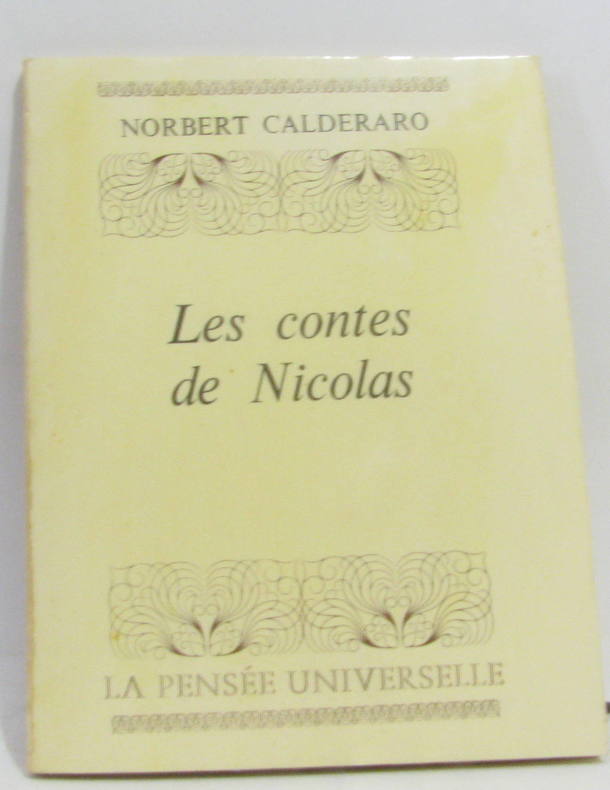 NORBERT CALDERARO
Les contes
de Nicolas
LA PENSÉE UNIVERSELLE